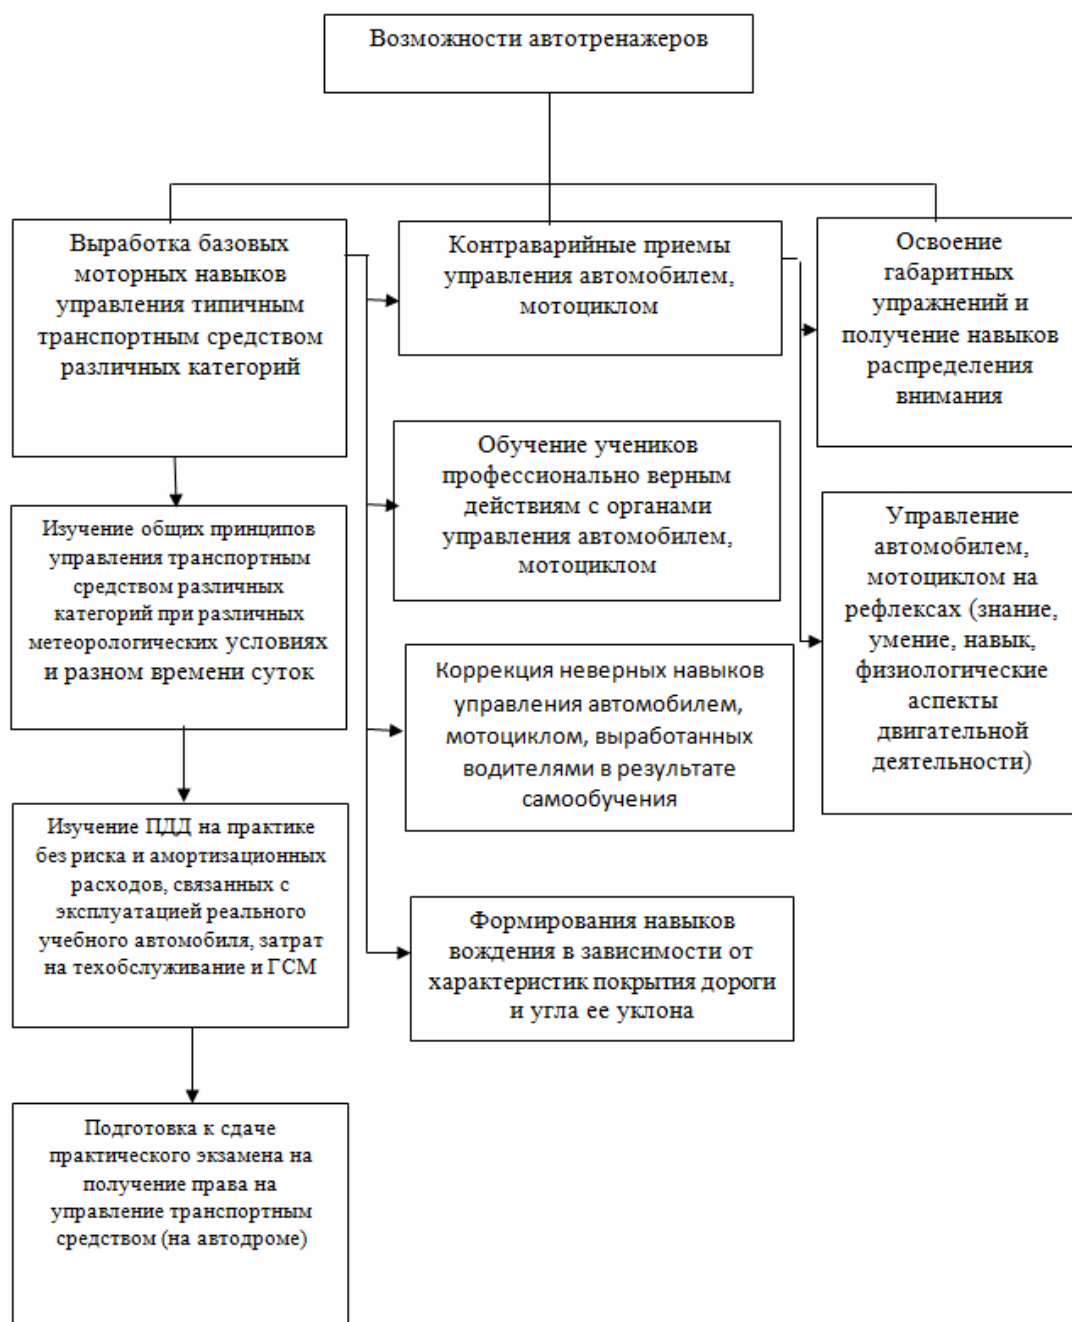 Возможности автотренажеров
Выработка базовых
моторных навыков
управления типичным
транспортным средством
различных категорий
Контраварийные приемы
управления автомобилем,
мотоциклом
Освоение
габаритных
упражнений и
получение навыков
распределения
внимания
Обучение учеников
профессионально верным
действиям с органами
управления автомобилем,
мотоциклом
Изучение общих принципов
управления транспортным
средством различных
категорий при различных
метеорологических условиях
и разном времени суток
Управление
автомобилем,
мотоциклом на
рефлексах (знание,
умение, навык,
физиологические
аспекты
двигательной
деятельности)
Коррекция неверных навыков
управления автомобилем,
мотоциклом, выработанных
водителями в результате
самообучения
Изучение ПДД на практике
без риска и амортизационных
расходов, связанных с
эксплуатацией реального
учебного автомобиля, затрат
на техобслуживание и ГСМ
Формирования навыков
вождения в зависимости от
характеристик покрытия дороги
и угла ее уклона
Подготовка к сдаче
практического экзамена на
получение права на
управление транспортным
средством (на автодроме)